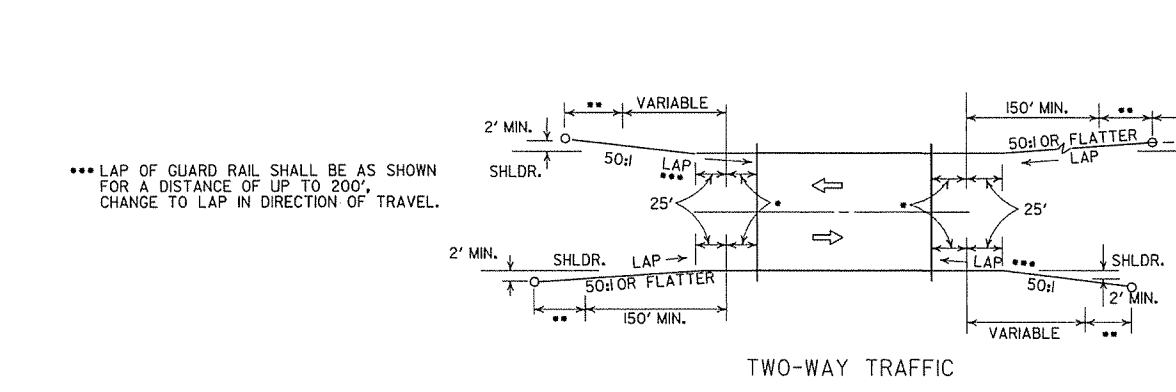 ** VARIABLE
150' MIN. **
2' MIN.
50:1 OR FLATTER
50:1
LAP
LAP
SHLDR.
***
*** LAP OF GUARD RAIL SHALL BE AS SHOWN
FOR A DISTANCE OF UP TO 200',
CHANGE TO LAP IN DIRECTION OF TRAVEL.
25'
*
*
25'
2' MIN.
SHLDR.
LAP
LAP ***
SHLDR.
50:1 OR FLATTER
50:1
2' MIN.
** 150' MIN.
VARIABLE **
TWO-WAY TRAFFIC